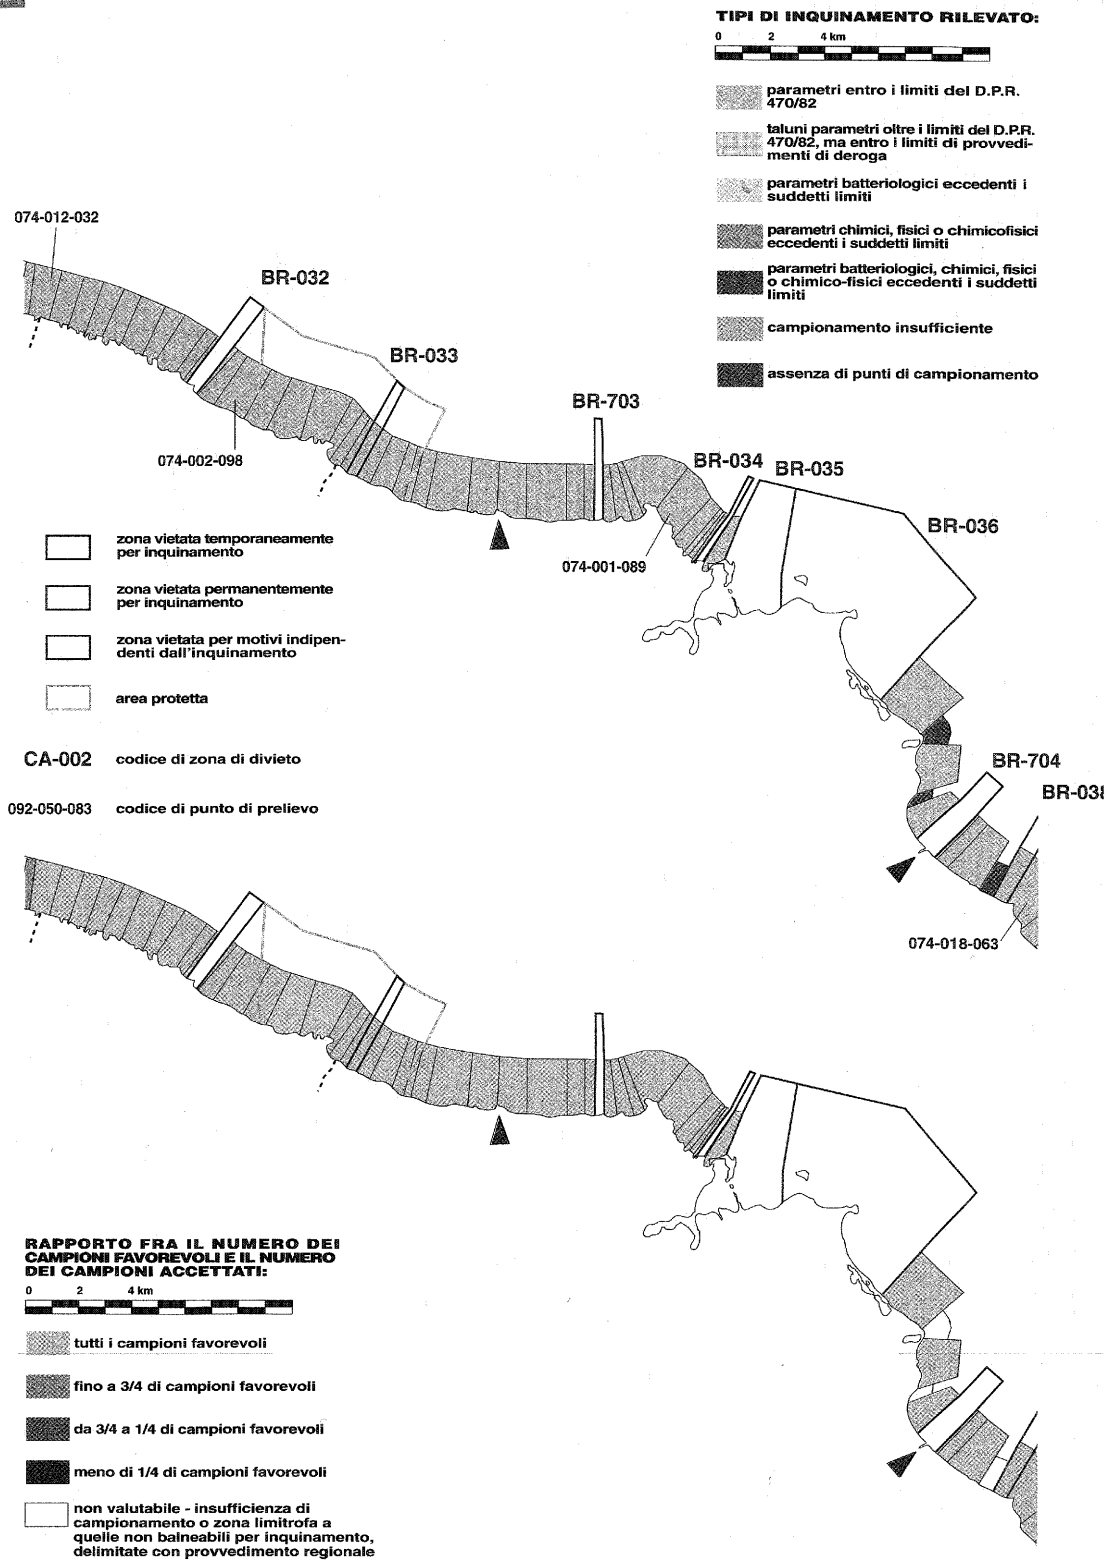 TIPI DI INQUINAMENTO RILEVATO:
0 2 4 km
parametri entro i limiti del D.P.R.
470/82
taluni parametri oltre i limiti del D.P.R.
470/82, ma entro i limiti di provvedi-
menti di deroga
parametri batteriologici eccedenti i
suddetti limiti
parametri chimici, fisici o chimicofisici
eccedenti i suddetti limiti
parametri batteriologici, chimici, fisici
o chimico-fisici eccedenti i suddetti
limiti
campionamento insufficiente
assenza di punti di campionamento
074-012-032
BR-032
BR-033
BR-703
BR-034
BR-035
BR-036
074-002-098
074-001-089
BR-704
BR-038
074-018-063
zona vietata temporaneamente
per inquinamento
zona vietata permanentemente
per inquinamento
zona vietata per motivi indipen-
denti dall'inquinamento
area protetta
CA-002 codice di zona di divieto
092-050-083 codice di punto di prelievo
RAPPORTO FRA IL NUMERO DEI
CAMPIONI FAVOREVOLI E IL NUMERO
DEI CAMPIONI ACCETTATI:
0 2 4 km
tutti i campioni favorevoli
fino a 3/4 di campioni favorevoli
da 3/4 a 1/4 di campioni favorevoli
meno di 1/4 di campioni favorevoli
non valutabile - insufficienza di
campionamento o zona limitrofa a
quelle non balneabili per inquinamento,
delimitate con provvedimento regionale